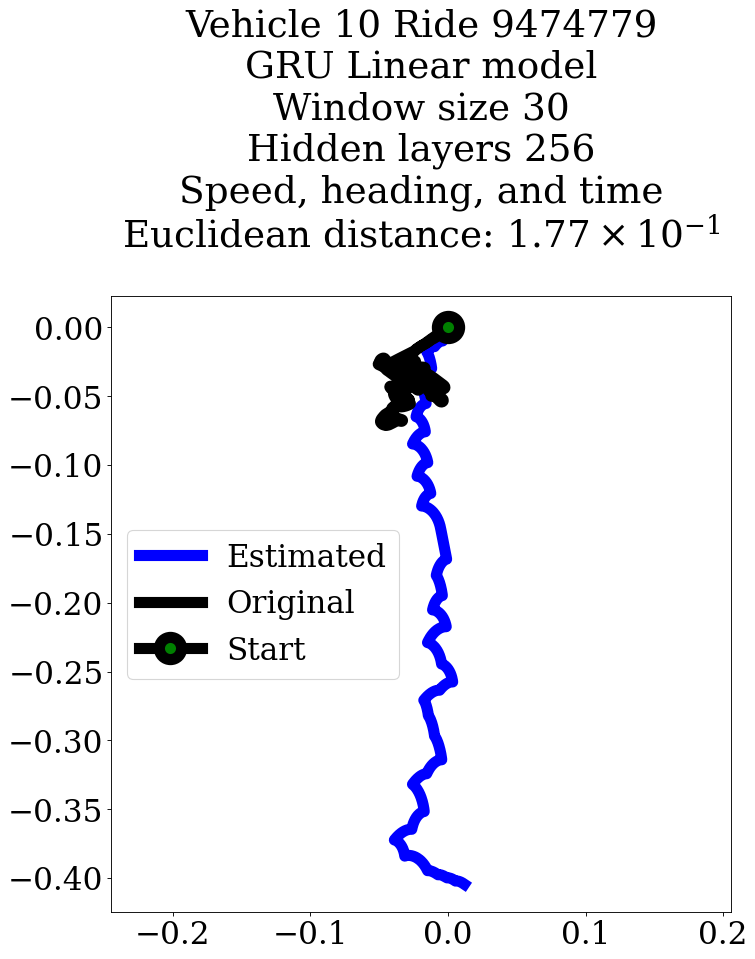 Vehicle 10 Ride 9474779
GRU Linear model
Window size 30
Hidden layers 256
Speed, heading, and time
Euclidean distance: 1.77 × 10⁻¹
0.00
−0.05
−0.10
−0.15
−0.20
−0.25
−0.30
−0.35
−0.40
Estimated
Original
Start
−0.2 −0.1 0.0 0.1 0.2